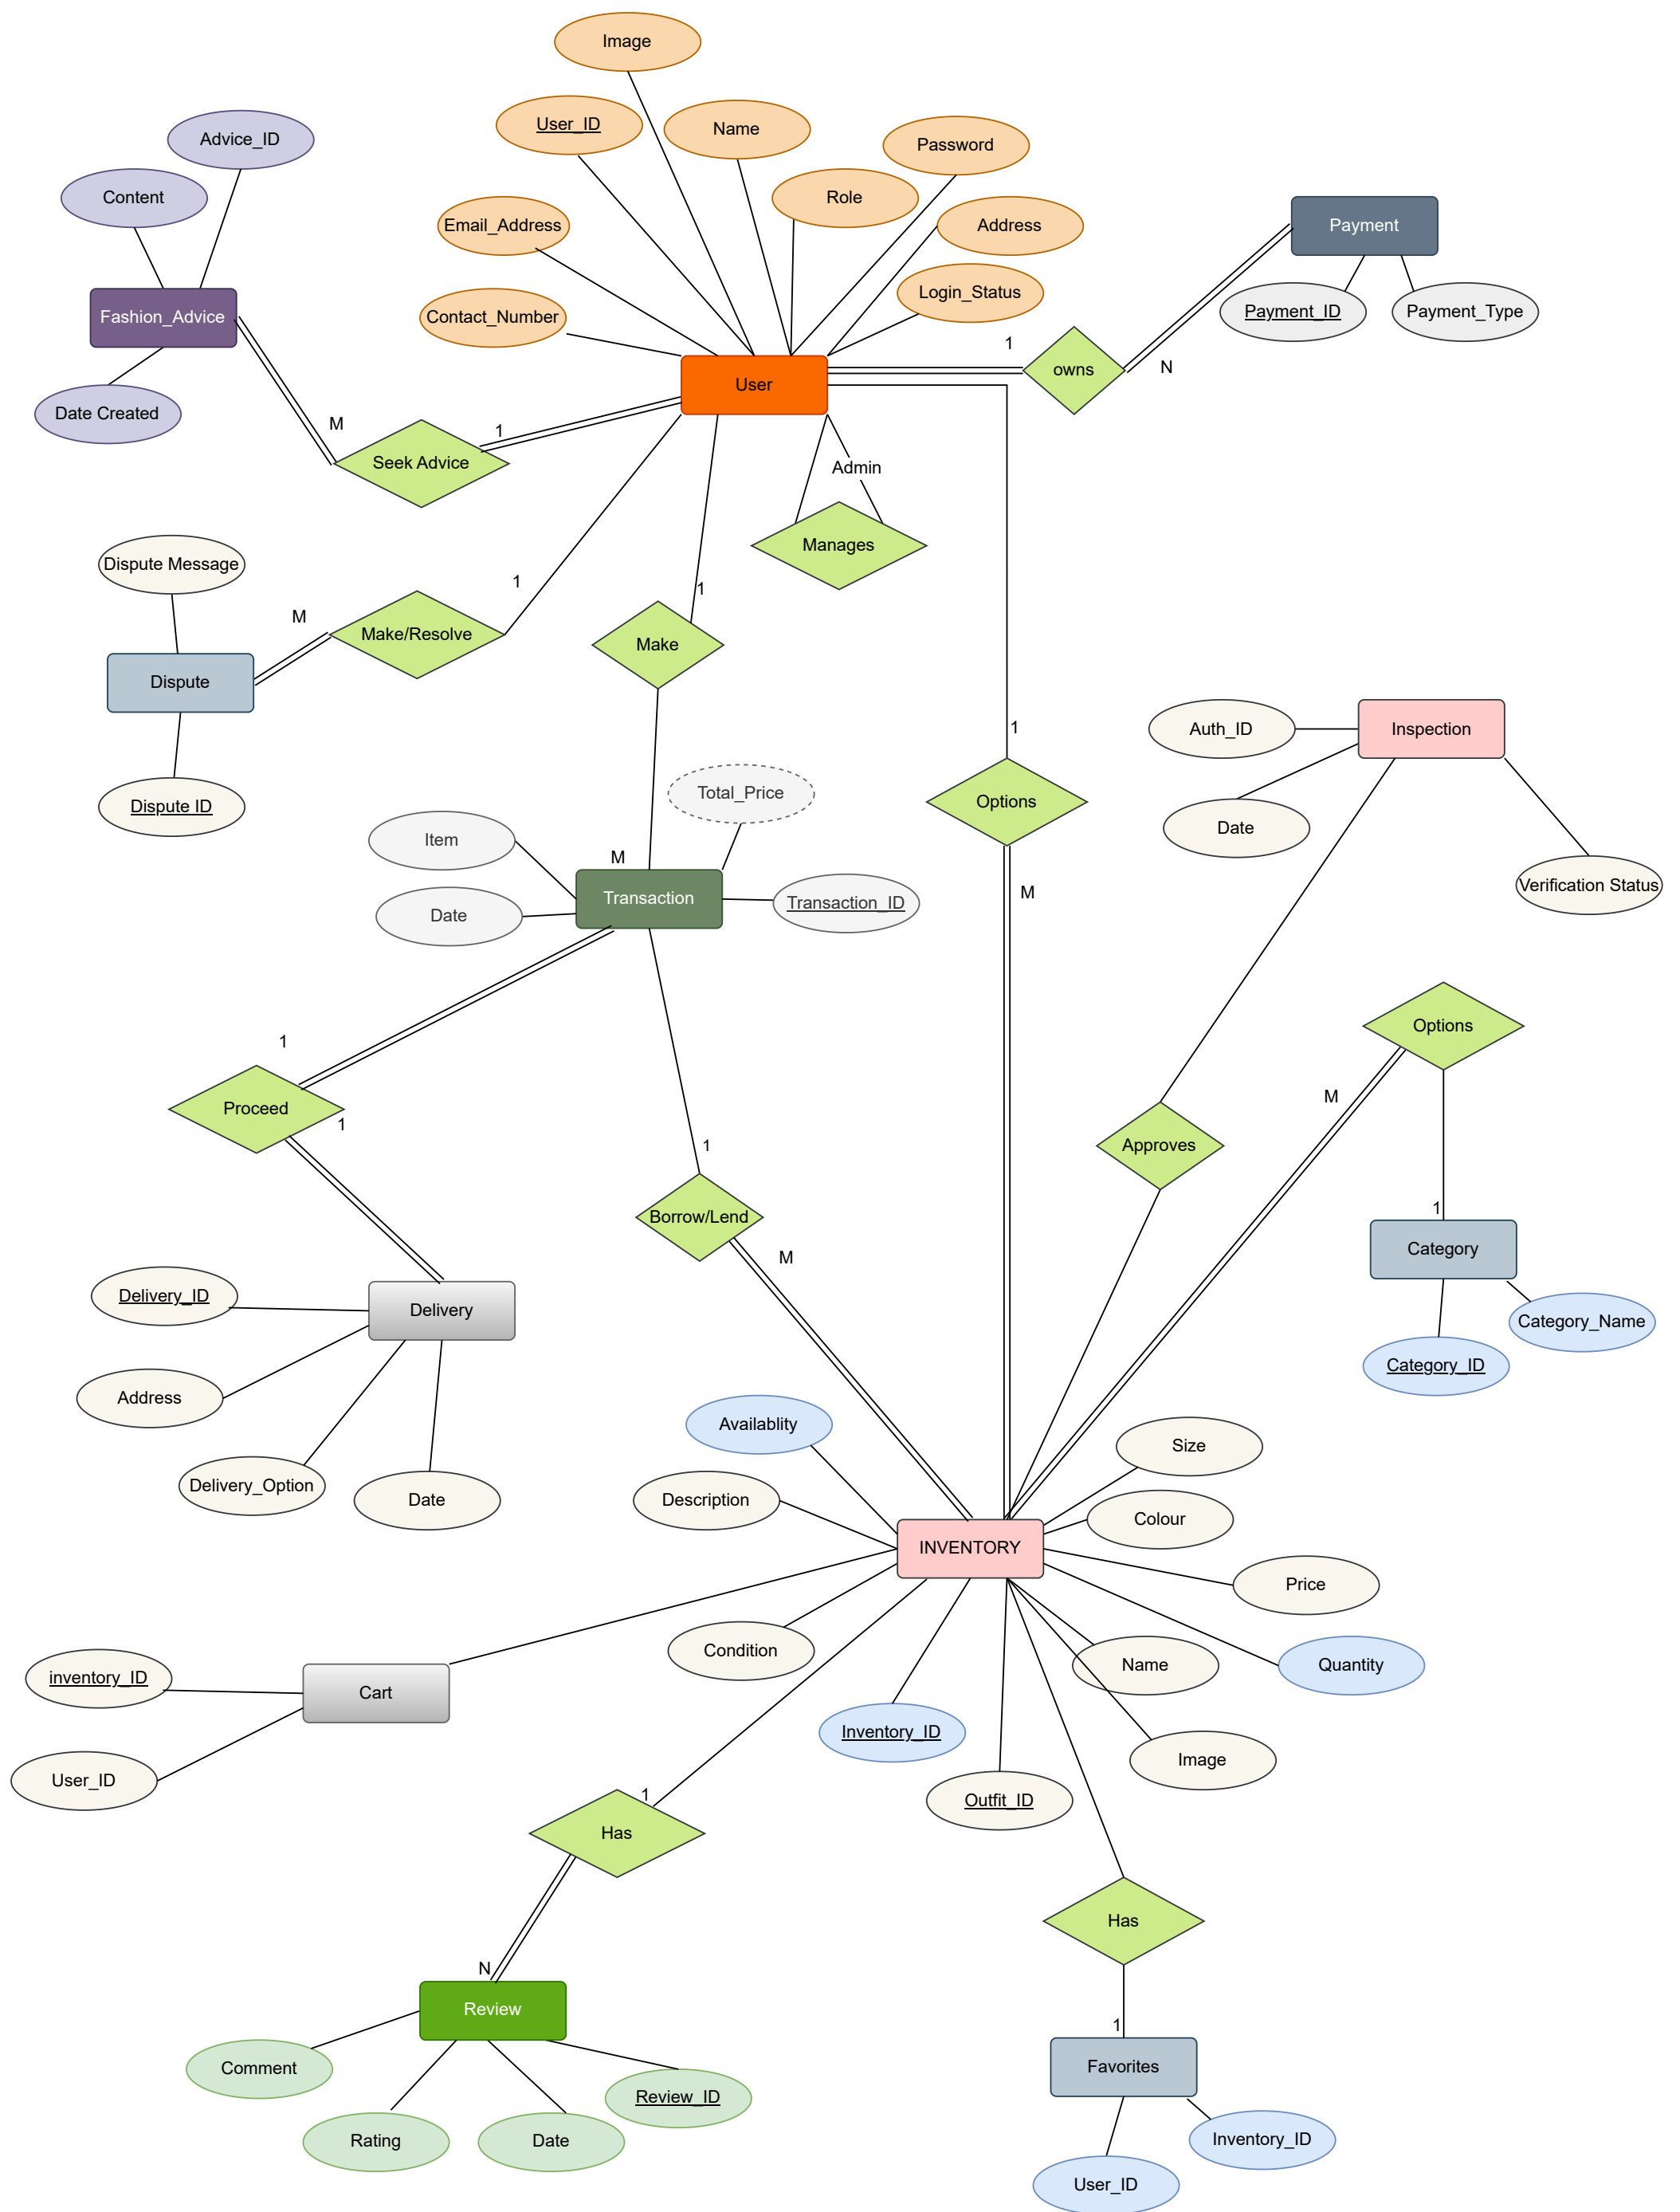 Image
User_ID
Name
Password
Advice_ID
Content
Role
Email_Address
Address
Payment
Login_Status
Fashion_Advice
Contact_Number
Payment_ID
Payment_Type
1
owns
N
User
Date Created
M
1
Seek Advice
Admin
Manages
Dispute Message
1
M
Make/Resolve
1
Make
Dispute
Auth_ID
Inspection
1
Total_Price
Options
Dispute ID
Item
Date
M
Verification Status
Transaction
Transaction_ID
M
Date
Options
1
M
Proceed
1
1
Approves
Borrow/Lend
1
M
Category
Delivery_ID
Delivery
Category_Name
Category_ID
Address
Availablity
Size
Delivery_Option
Date
Description
Colour
INVENTORY
Price
Condition
Name
Quantity
inventory_ID
Cart
Inventory_ID
Image
User_ID
Outfit_ID
1
Has
Has
N
Review
1
Comment
Favorites
Review_ID
Rating
Date
Inventory_ID
User_ID